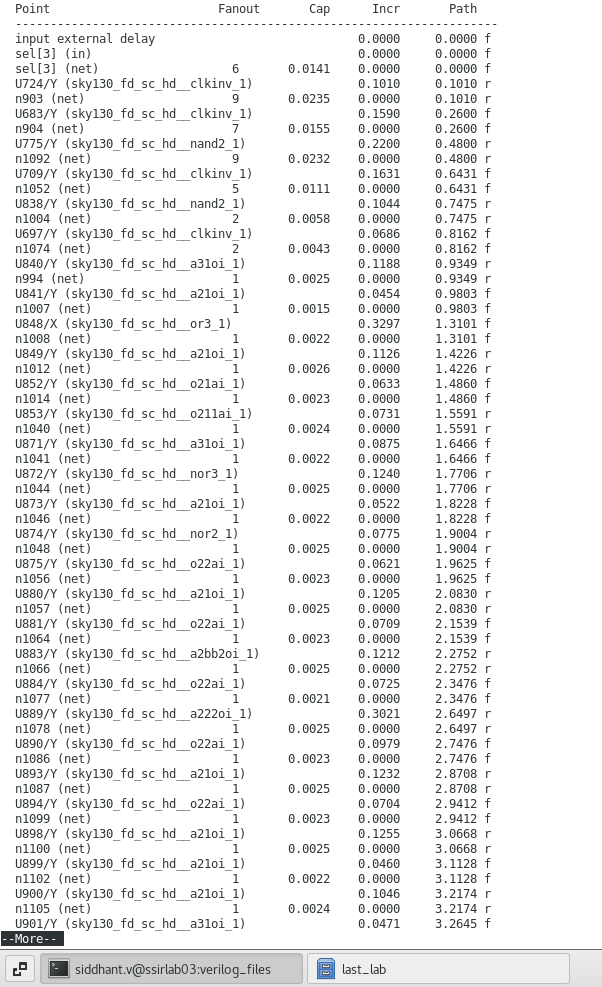 Point Fanout Cap Incr Path
---------------------------------------------------------------------
input external delay 0.0000 0.0000 f
sel[3] (in) 0.0000 0.0000 f
sel[3] (net) 6 0.0141 0.0000 0.0000 f
U724/Y (sky130_fd_sc_hd__clkinv_1) 0.1010 0.1010 r
n903 (net) 9 0.0235 0.0000 0.1010 r
U683/Y (sky130_fd_sc_hd__clkinv_1) 0.1590 0.2600 f
n904 (net) 7 0.0155 0.0000 0.2600 f
U775/Y (sky130_fd_sc_hd__nand2_1) 0.2200 0.4800 r
n1092 (net) 9 0.0232 0.0000 0.4800 r
U709/Y (sky130_fd_sc_hd__clkinv_1) 0.1631 0.6431 f
n1052 (net) 5 0.0111 0.0000 0.6431 f
U838/Y (sky130_fd_sc_hd__nand2_1) 0.1044 0.7475 r
n1004 (net) 2 0.0058 0.0000 0.7475 r
U697/Y (sky130_fd_sc_hd__clkinv_1) 0.0686 0.8162 f
n1074 (net) 2 0.0043 0.0000 0.8162 f
U840/Y (sky130_fd_sc_hd__a31oi_1) 0.1188 0.9349 r
n994 (net) 1 0.0025 0.0000 0.9349 r
U841/Y (sky130_fd_sc_hd__a21oi_1) 0.0454 0.9803 f
n1007 (net) 1 0.0015 0.0000 0.9803 f
U848/X (sky130_fd_sc_hd__or3_1) 0.3297 1.3101 f
n1008 (net) 1 0.0022 0.0000 1.3101 f
U849/Y (sky130_fd_sc_hd__a21oi_1) 0.1126 1.4226 r
n1012 (net) 1 0.0026 0.0000 1.4226 r
U852/Y (sky130_fd_sc_hd__o21ai_1) 0.0633 1.4860 f
n1014 (net) 1 0.0023 0.0000 1.4860 f
U853/Y (sky130_fd_sc_hd__o211ai_1) 0.0731 1.5591 r
n1040 (net) 1 0.0024 0.0000 1.5591 r
U871/Y (sky130_fd_sc_hd__a31oi_1) 0.0875 1.6466 f
n1041 (net) 1 0.0022 0.0000 1.6466 f
U872/Y (sky130_fd_sc_hd__nor3_1) 0.1240 1.7706 r
n1044 (net) 1 0.0025 0.0000 1.7706 r
U873/Y (sky130_fd_sc_hd__a21oi_1) 0.0522 1.8228 f
n1046 (net) 1 0.0022 0.0000 1.8228 f
U874/Y (sky130_fd_sc_hd__nor2_1) 0.0775 1.9004 r
n1048 (net) 1 0.0025 0.0000 1.9004 r
U875/Y (sky130_fd_sc_hd__o22ai_1) 0.0621 1.9625 f
n1056 (net) 1 0.0023 0.0000 1.9625 f
U880/Y (sky130_fd_sc_hd__a21oi_1) 0.1205 2.0830 r
n1057 (net) 1 0.0025 0.0000 2.0830 r
U881/Y (sky130_fd_sc_hd__o22ai_1) 0.0709 2.1539 f
n1064 (net) 1 0.0023 0.0000 2.1539 f
U883/Y (sky130_fd_sc_hd__a2bb2oi_1) 0.1212 2.2752 r
n1066 (net) 1 0.0025 0.0000 2.2752 r
U884/Y (sky130_fd_sc_hd__o22ai_1) 0.0725 2.3476 f
n1077 (net) 1 0.0021 0.0000 2.3476 f
U889/Y (sky130_fd_sc_hd__a222oi_1) 0.3021 2.6497 r
n1078 (net) 1 0.0025 0.0000 2.6497 r
U890/Y (sky130_fd_sc_hd__o22ai_1) 0.0979 2.7476 f
n1086 (net) 1 0.0023 0.0000 2.7476 f
U893/Y (sky130_fd_sc_hd__a21oi_1) 0.1232 2.8708 r
n1087 (net) 1 0.0025 0.0000 2.8708 r
U894/Y (sky130_fd_sc_hd__o22ai_1) 0.0704 2.9412 f
n1099 (net) 1 0.0023 0.0000 2.9412 f
U898/Y (sky130_fd_sc_hd__a21oi_1) 0.1255 3.0668 r
n1100 (net) 1 0.0025 0.0000 3.0668 r
U899/Y (sky130_fd_sc_hd__a21oi_1) 0.0460 3.1128 f
n1102 (net) 1 0.0022 0.0000 3.1128 f
U900/Y (sky130_fd_sc_hd__a21oi_1) 0.1046 3.2174 r
n1105 (net) 1 0.0024 0.0000 3.2174 r
U901/Y (sky130_fd_sc_hd__a31oi_1) 0.0471 3.2645 f
--More--
siddhant.v@ssirlab03:verilog_files last_lab